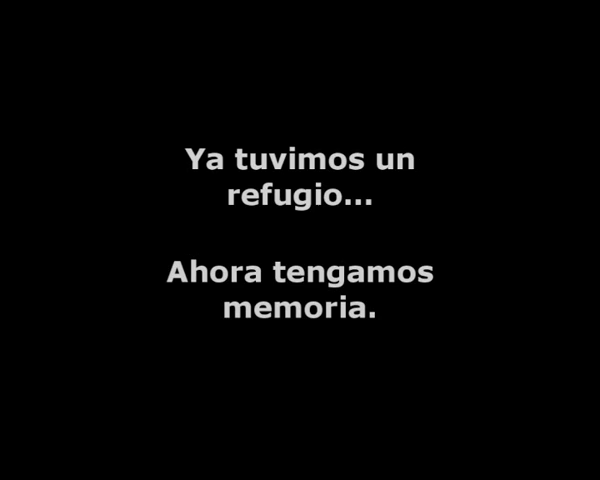 Ya tuvimos un
refugio...
Ahora tengamos
memoria.